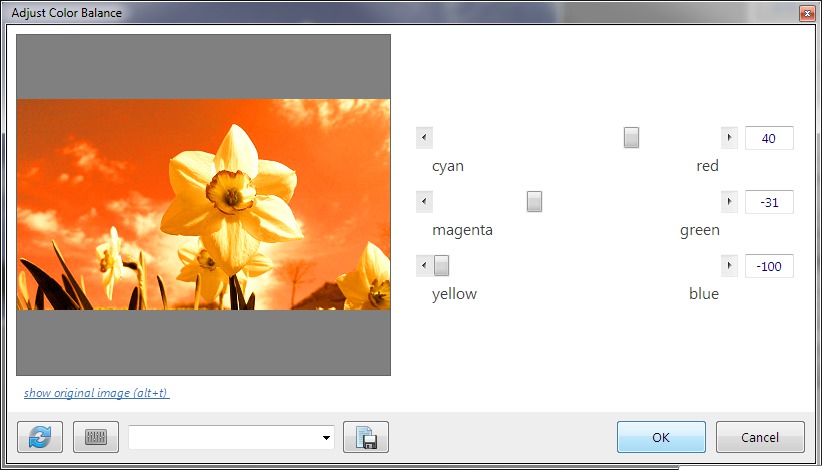 Adjust Color Balance
40
cyan red
-31
magenta green
-100
yellow blue
show original image (alt+t)
OK Cancel